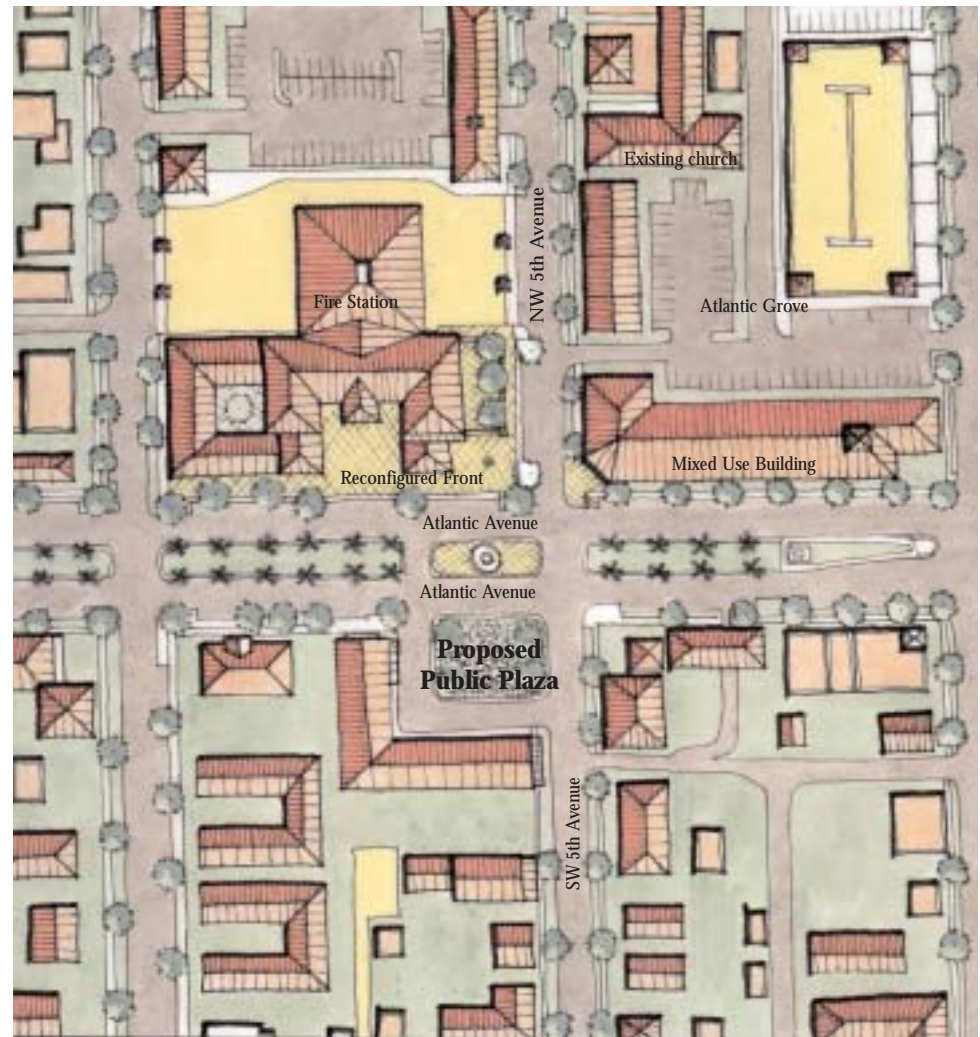 Existing church
NW 5th Avenue
Fire Station
Atlantic Grove
Mixed Use Building
Reconfigured Front
Atlantic Avenue
Atlantic Avenue
Proposed
Public Plaza
SW 5th Avenue